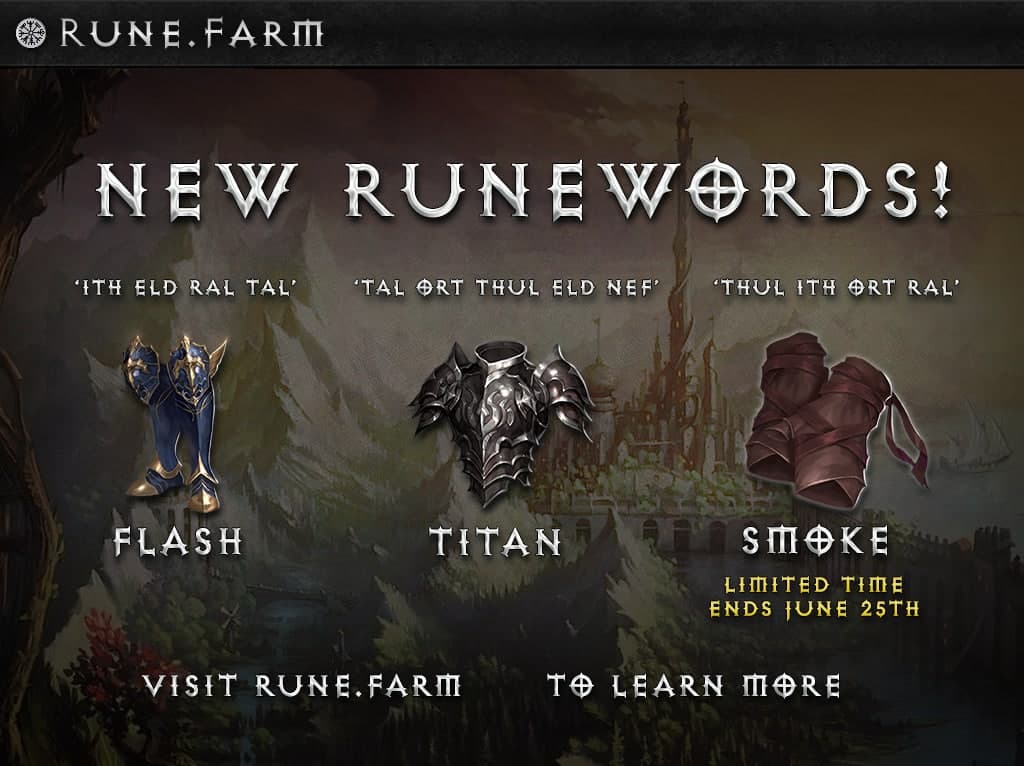 RUNE.FARM
NEW RUNEWORDS!
'ITH ELD RAL TAL'
'TAL ORT THUL ELD NEF'
'THUL ITH ORT RAL'
FLASH
TITAN
SMOKE
LIMITED TIME
ENDS JUNE 25TH
VISIT RUNE.FARM TO LEARN MORE